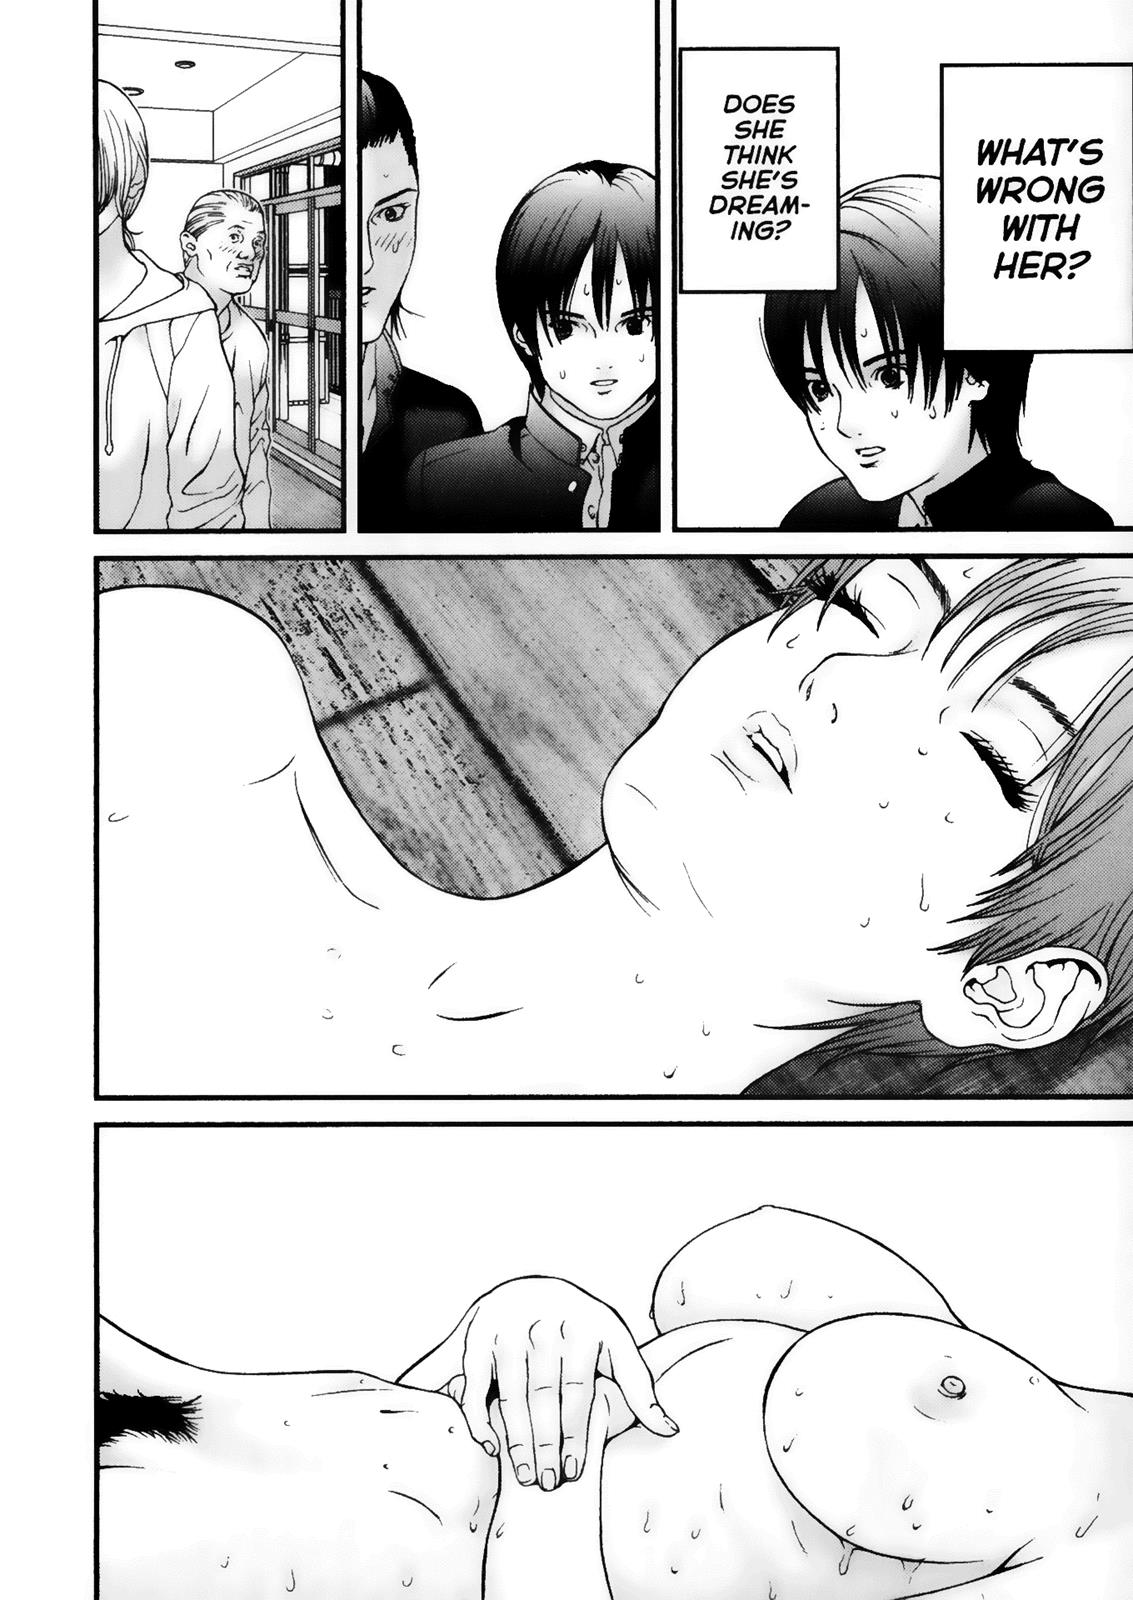 WHAT'S
WRONG
WITH
HER?
DOES
SHE
THINK
SHE'S
DREAM-
ING?